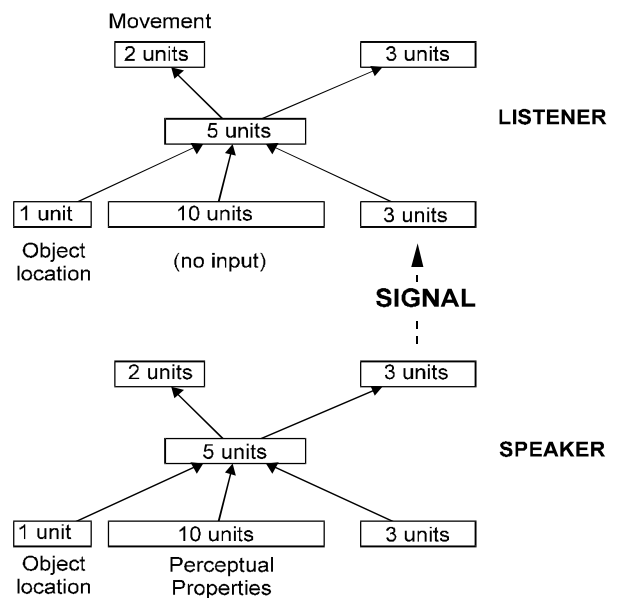 Movement
2 units
3 units
LISTENER
5 units
1 unit
10 units
3 units
Object
location
(no input)
SIGNAL
2 units
3 units
SPEAKER
5 units
1 unit
10 units
3 units
Object
location
Perceptual
Properties